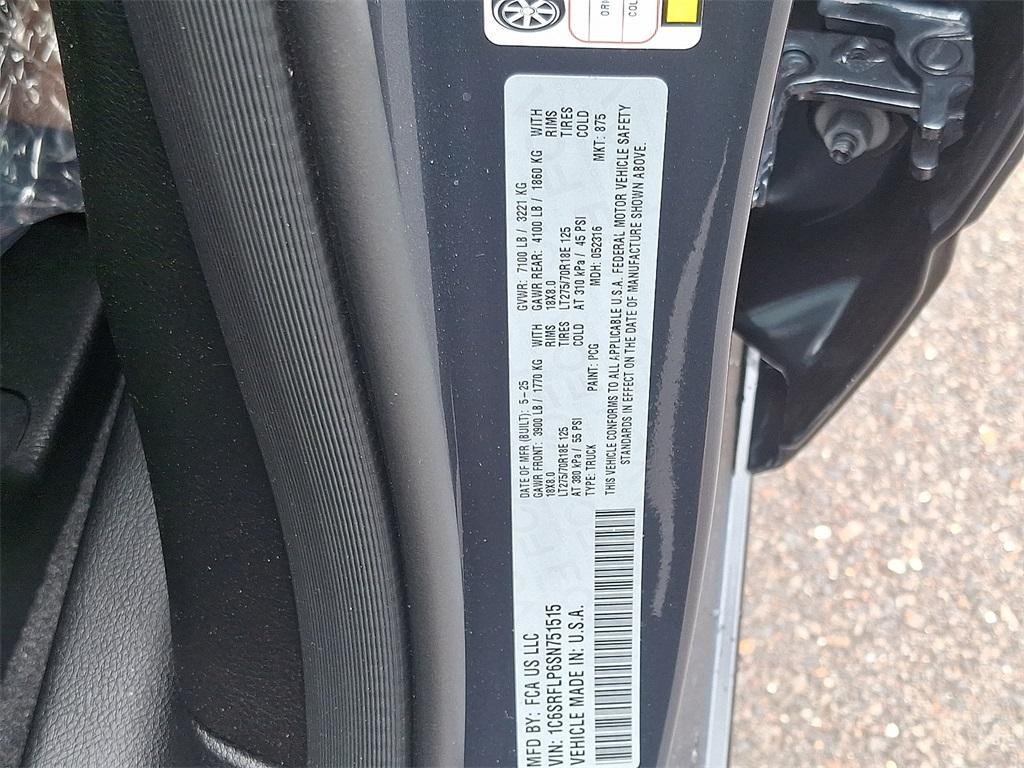 MFD BY: FCA US LLC
VIN: 1C6SRFLP6SN751515
VEHICLE MADE IN: U.S.A.
DATE OF MFR (BUILT): 5-25 GVWR: 7100 LB / 3221 KG
GAWR FRONT: 3900 LB / 1770 KG WITH GAWR REAR: 4100 LB / 1860 KG WITH
18X8.0 RIMS 18X8.0 RIMS
LT275/70R18E 125 TIRES LT275/70R18E 125 TIRES
AT 380 kPa / 55 PSI COLD AT 310 kPa / 45 PSI COLD
TYPE: TRUCK PAINT: PCG MDH: 052316 MKT: 875
THIS VEHICLE CONFORMS TO ALL APPLICABLE U.S.A. FEDERAL MOTOR VEHICLE SAFETY
STANDARDS IN EFFECT ON THE DATE OF MANUFACTURE SHOWN ABOVE.